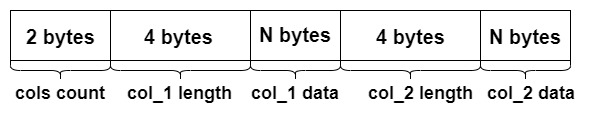 2 bytes 4 bytes N bytes 4 bytes N bytes
cols count col_1 length col_1 data col_2 length col_2 data